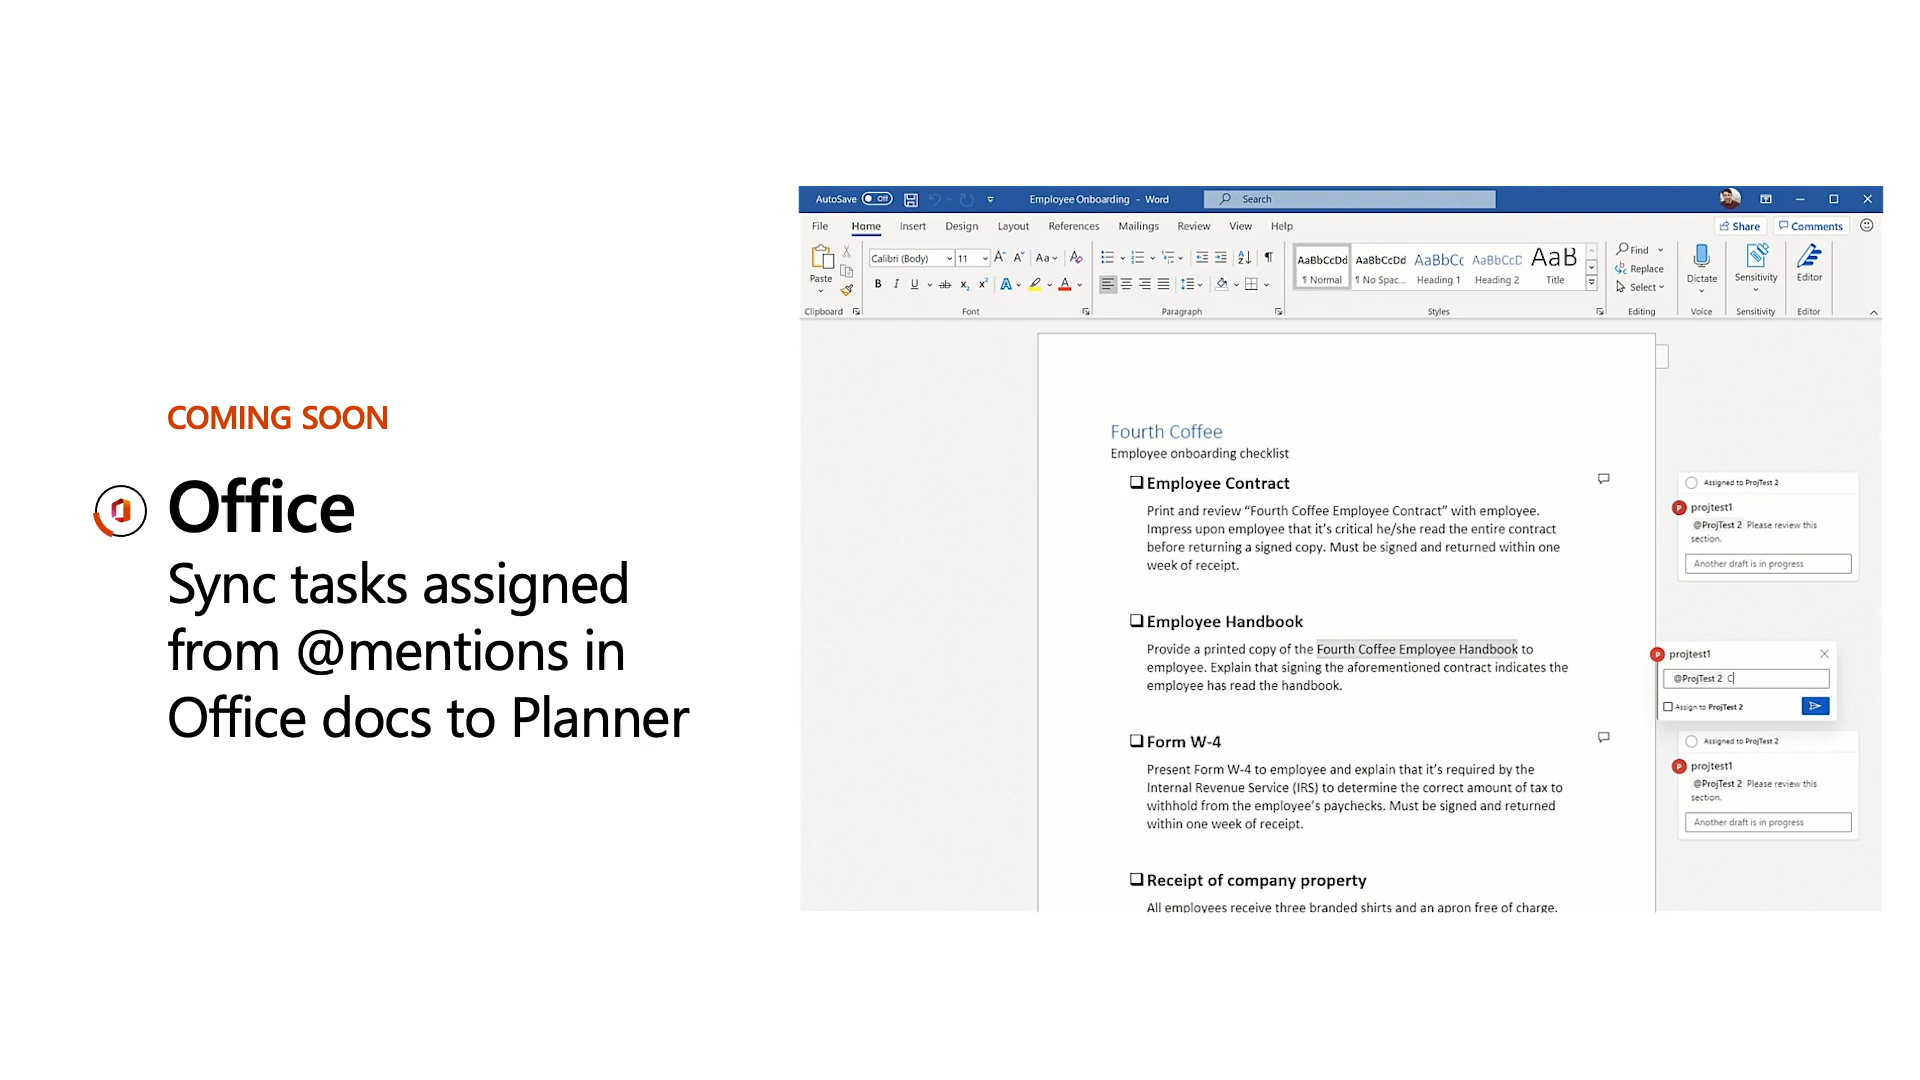 COMING SOON
Office
Sync tasks assigned
from @mentions in
Office docs to Planner
AutoSave Off
Employee Onboarding - Word
Search
File Home Insert Design Layout References Mailings Review View Help
Share Comments
Paste
Calibri (Body) 11
Aa
B I U ab x₂ x² A A
AaBbCcDd AaBbCcDd AaBbCc AaBbCcD AaB
¶ Normal ¶ No Spac... Heading 1 Heading 2 Title
Find
Replace
Select
Dictate
Sensitivity
Editor
Clipboard Font Paragraph Styles Editing Voice Sensitivity Editor
Fourth Coffee
Employee onboarding checklist
Employee Contract
Print and review “Fourth Coffee Employee Contract” with employee.
Impress upon employee that it’s critical he/she read the entire contract
before returning a signed copy. Must be signed and returned within one
week of receipt.
Employee Handbook
Provide a printed copy of the Fourth Coffee Employee Handbook to
employee. Explain that signing the aforementioned contract indicates the
employee has read the handbook.
Form W-4
Present Form W-4 to employee and explain that it’s required by the
Internal Revenue Service (IRS) to determine the correct amount of tax to
withhold from the employee’s paychecks. Must be signed and returned
within one week of receipt.
Receipt of company property
All employees receive three branded shirts and an apron free of charge.
Assigned to ProjTest 2
P projtest1
@ProjTest 2 Please review this
section.
Another draft is in progress
P projtest1
@ProjTest 2 C
Assign to ProjTest 2
Assigned to ProjTest 2
P projtest1
@ProjTest 2 Please review this
section.
Another draft is in progress